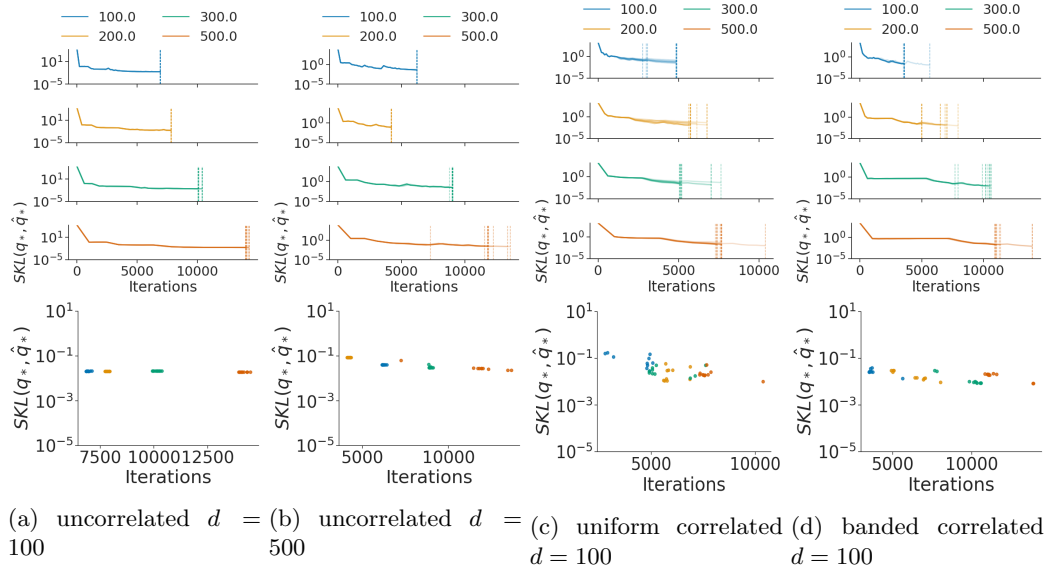 100.0 300.0
200.0 500.0
10^1
10^{-5}
10^1
10^{-5}
10^1
10^{-5}
10^1
10^{-5}
SKL(q_*, q̂_*)
0 5000 10000
Iterations
10^1
10^{-1}
10^{-3}
10^{-5}
SKL(q_*, q̂_*)
7500 10000 12500
Iterations
(a) uncorrelated d =
100
100.0 300.0
200.0 500.0
10^0
10^{-5}
10^0
10^{-5}
10^0
10^{-5}
10^0
10^{-5}
SKL(q_*, q̂_*)
0 5000 10000
Iterations
10^1
10^{-1}
10^{-3}
10^{-5}
SKL(q_*, q̂_*)
5000 10000
Iterations
(b) uncorrelated d =
500
100.0 300.0
200.0 500.0
10^0
10^{-5}
10^0
10^{-5}
10^0
10^{-5}
10^0
10^{-5}
SKL(q_*, q̂_*)
0 5000 10000
Iterations
10^1
10^{-1}
10^{-3}
10^{-5}
SKL(q_*, q̂_*)
5000 10000
Iterations
(c) uniform correlated
d = 100
100.0 300.0
200.0 500.0
10^0
10^{-5}
10^0
10^{-5}
10^0
10^{-5}
10^0
10^{-5}
SKL(q_*, q̂_*)
0 5000 10000
Iterations
10^1
10^{-1}
10^{-3}
10^{-5}
SKL(q_*, q̂_*)
5000 10000
Iterations
(d) banded correlated
d = 100